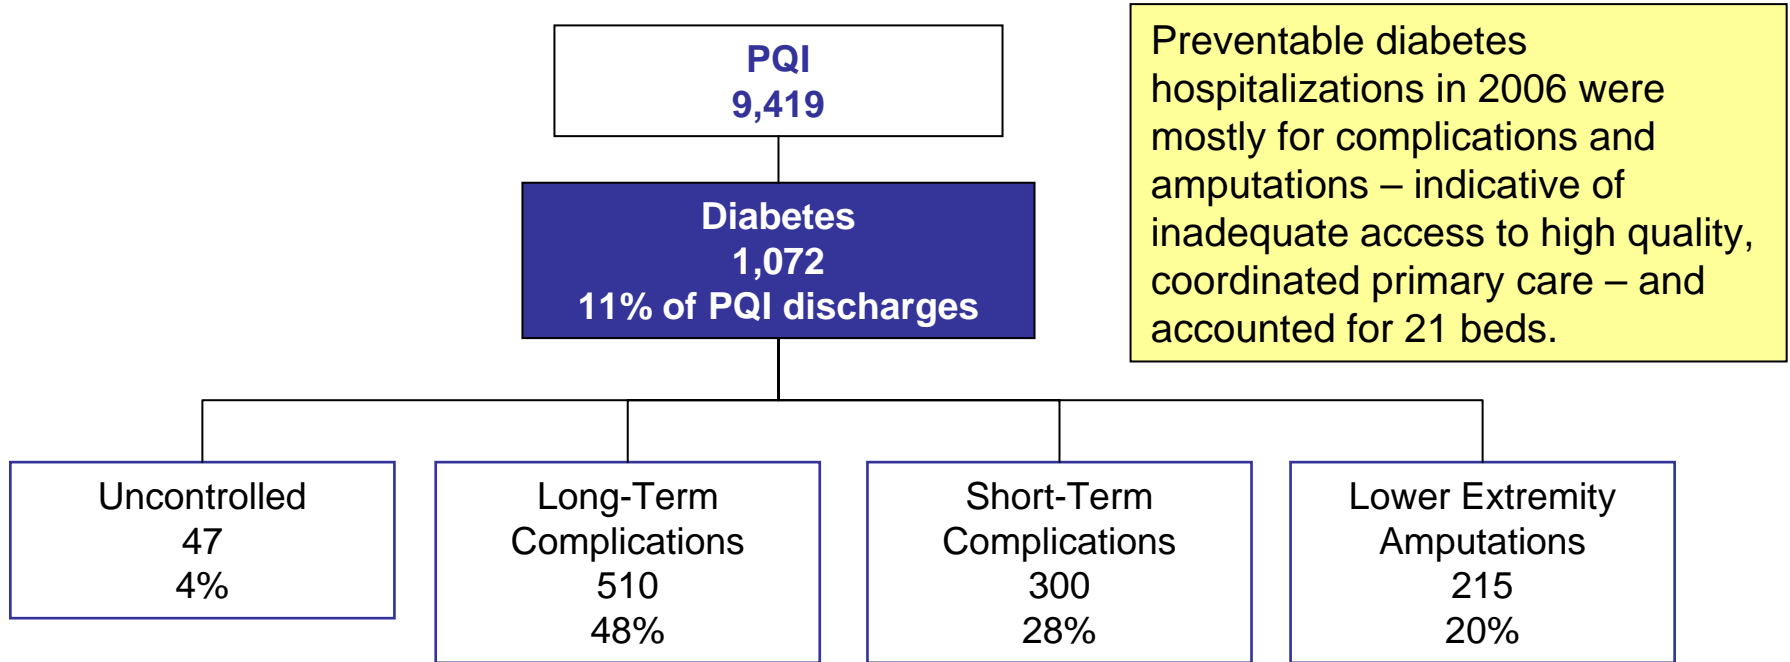 PQI
9,419
Preventable diabetes
hospitalizations in 2006 were
mostly for complications and
amputations – indicative of
inadequate access to high quality,
coordinated primary care – and
accounted for 21 beds.
Diabetes
1,072
11% of PQI discharges
Uncontrolled
47
4%
Long-Term
Complications
510
48%
Short-Term
Complications
300
28%
Lower Extremity
Amputations
215
20%